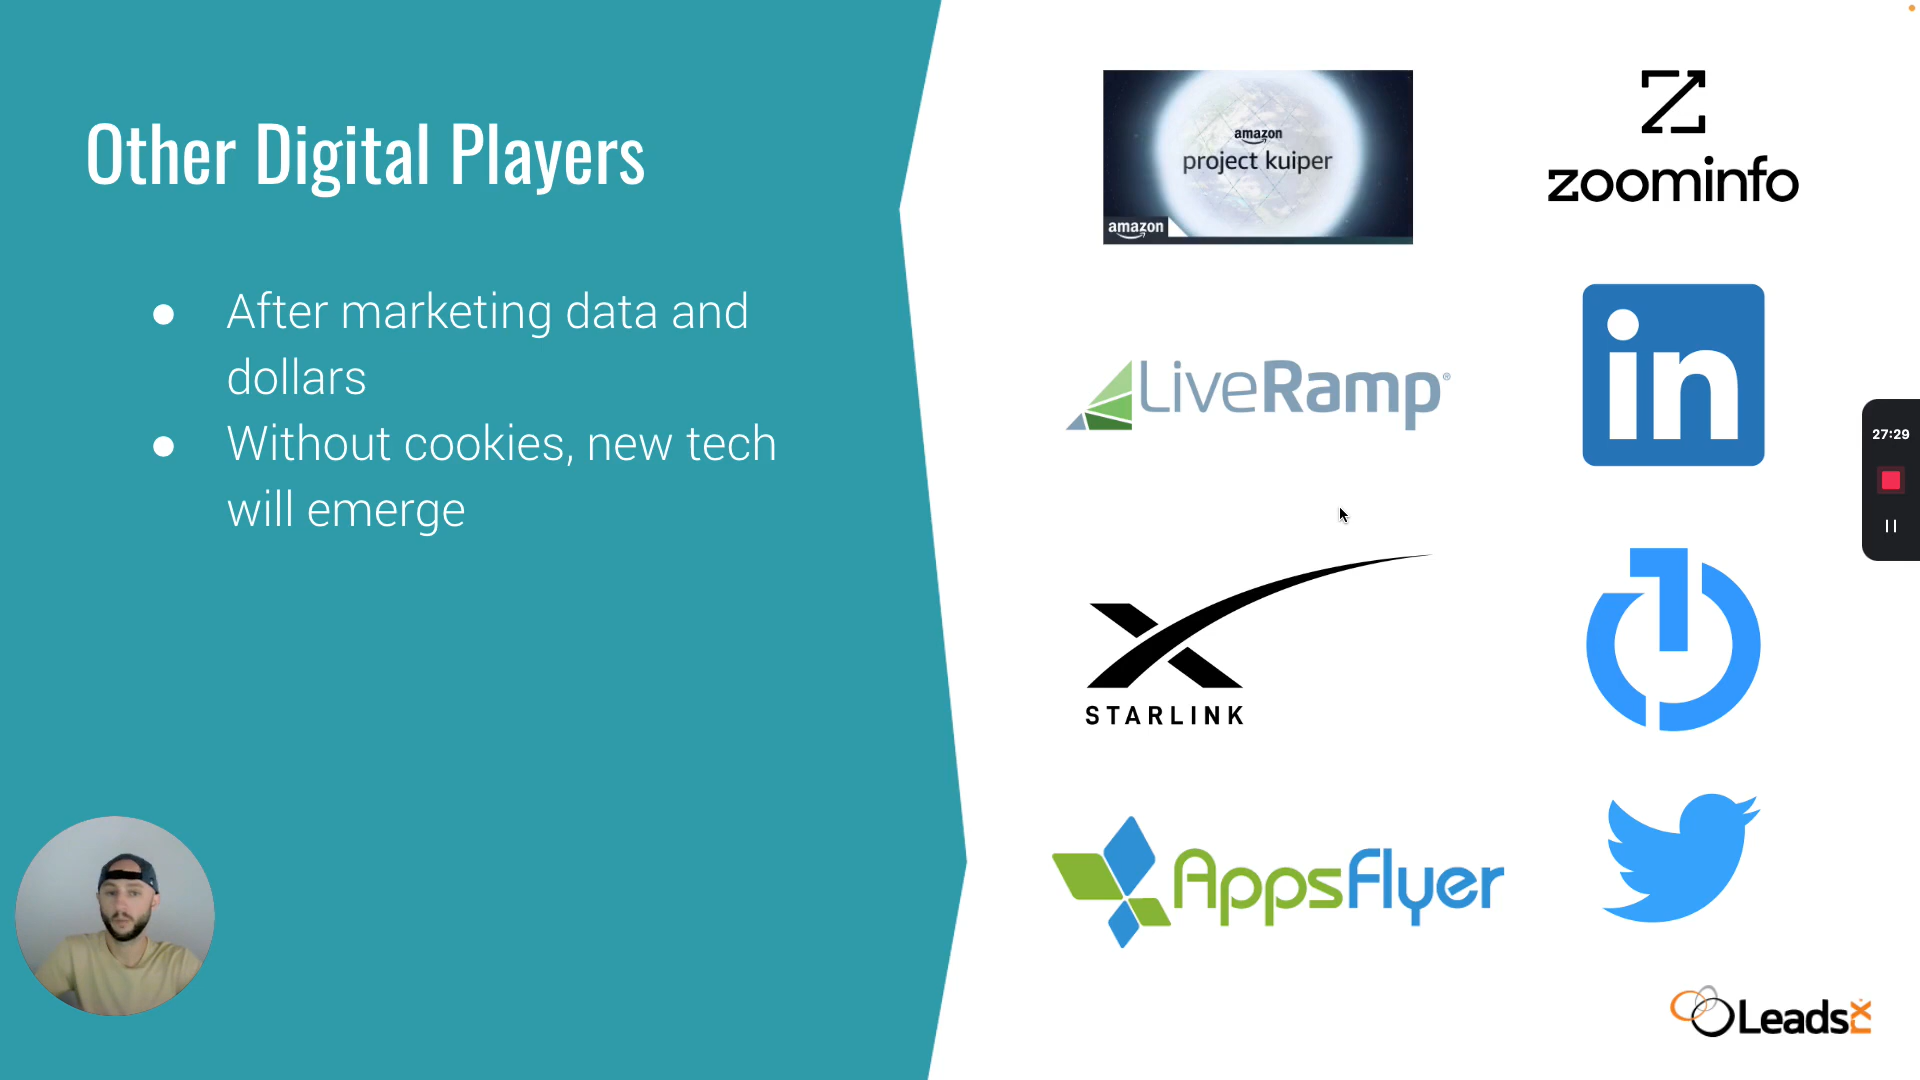 Other Digital Players
● After marketing data and
dollars
● Without cookies, new tech
will emerge
amazon
project kuiper
amazon
zoominfo
LiveRamp®
in
STARLINK
AppsFlyer
LeadsRx
27:29